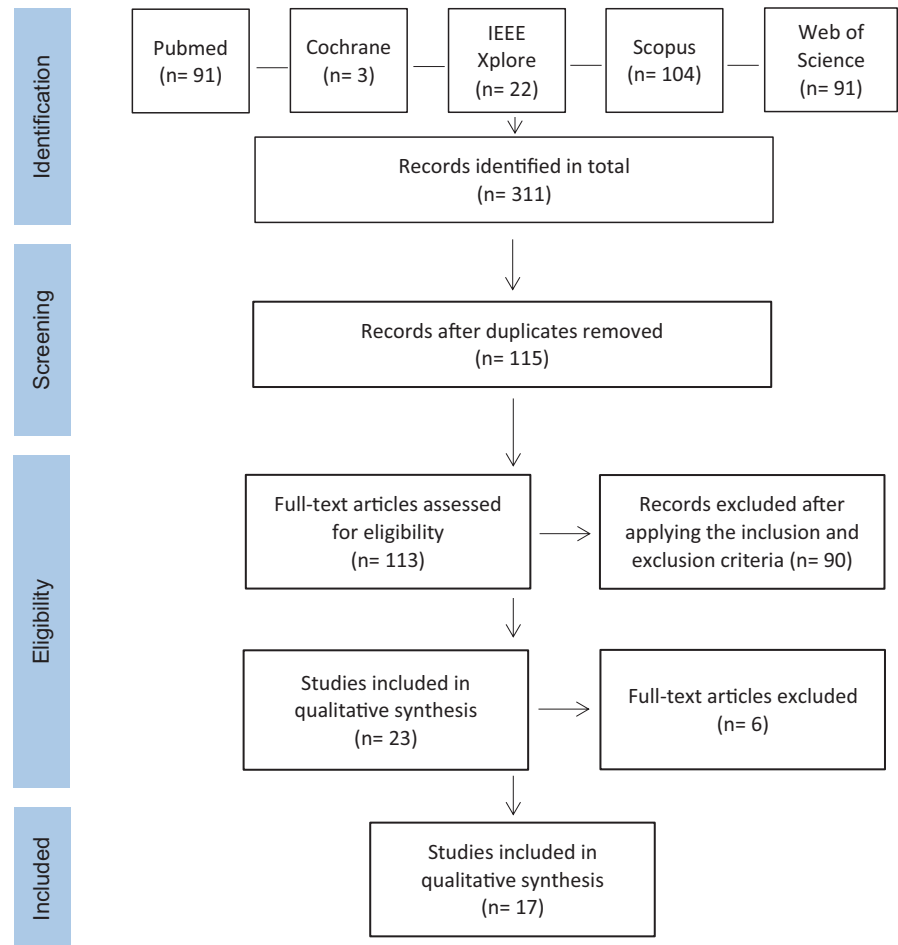 Identification
Pubmed
(n= 91)
Cochrane
(n= 3)
IEEE
Xplore
(n= 22)
Scopus
(n= 104)
Web of
Science
(n= 91)
Records identified in total
(n= 311)
Screening
Records after duplicates removed
(n= 115)
Eligibility
Full-text articles assessed
for eligibility
(n= 113)
Records excluded after
applying the inclusion and
exclusion criteria (n= 90)
Studies included in
qualitative synthesis
(n= 23)
Full-text articles excluded
(n= 6)
Included
Studies included in
qualitative synthesis
(n= 17)